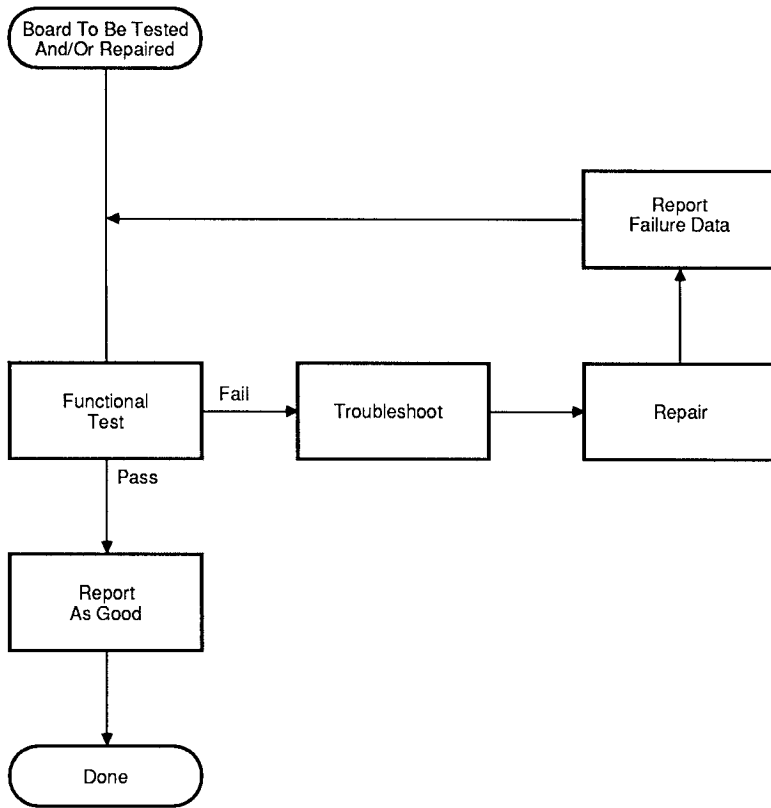 Board To Be Tested
And/Or Repaired
Report
Failure Data
Functional
Test
Fail
Troubleshoot
Repair
Pass
Report
As Good
Done